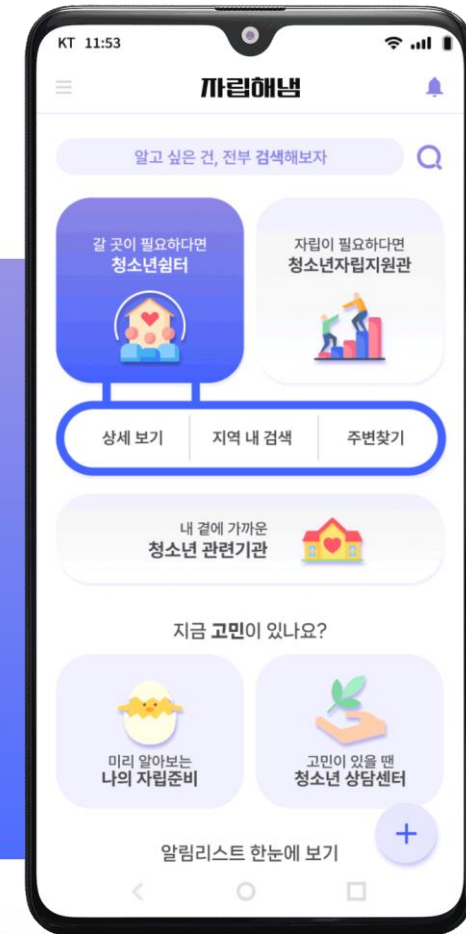 KT 11:53
자립해냄
알고 싶은 건, 전부 검색해보자
갈 곳이 필요하다면
청소년쉼터
자립이 필요하다면
청소년자립지원관
상세 보기
지역 내 검색
주변찾기
내 곁에 가까운
청소년 관련기관
지금 고민이 있나요?
미리 알아보는
나의 자립준비
고민이 있을 땐
청소년 상담센터
+
알림리스트 한눈에 보기